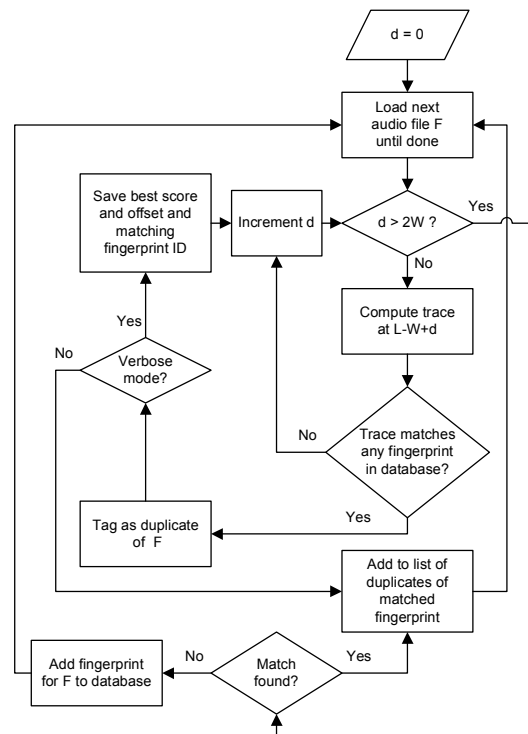 d = 0
Load next
audio file F
until done
Save best score
and offset and
matching
fingerprint ID
Increment d
d > 2W ?
Yes
No
Compute trace
at L-W+d
Yes
No
Verbose
mode?
No
Trace matches
any fingerprint
in database?
Yes
Tag as duplicate
of F
Add to list of
duplicates of
matched
fingerprint
Add fingerprint
for F to database
No
Match
found?
Yes